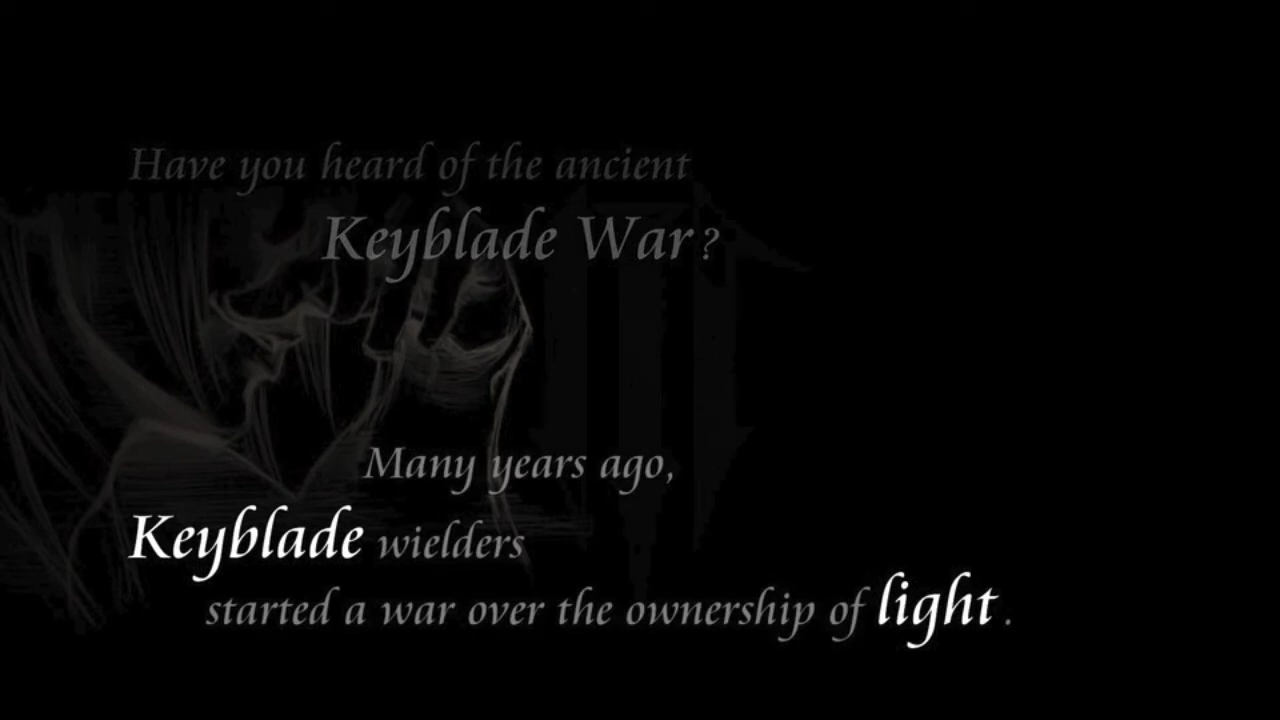 Have you heard of the ancient
Keyblade War?
Many years ago,
Keyblade wielders
started a war over the ownership of light.